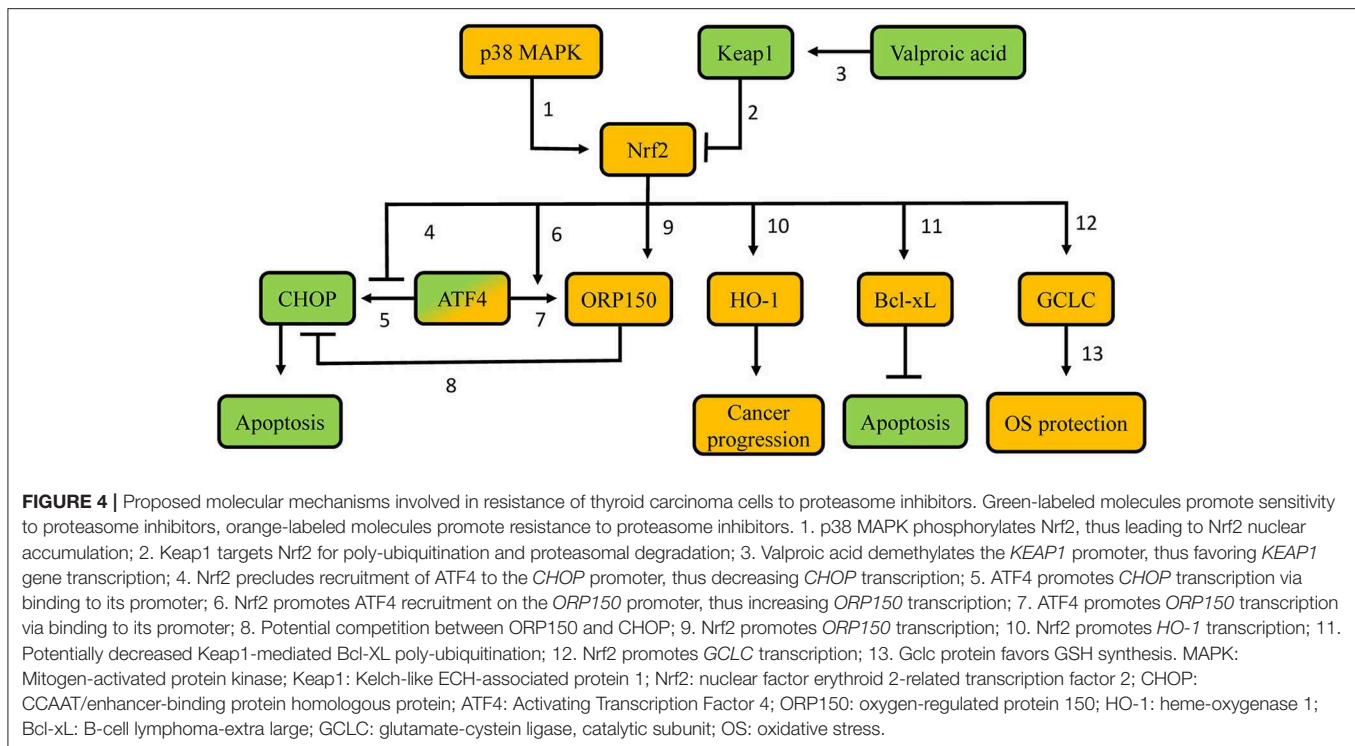 p38 MAPK
Keap1
Valproic acid
3
1
2
Nrf2
4
6
9
10
11
12
CHOP
ATF4
ORP150
HO-1
Bcl-xL
GCLC
5
7
13
8
Apoptosis
Cancer
progression
Apoptosis
OS protection
FIGURE 4 | Proposed molecular mechanisms involved in resistance of thyroid carcinoma cells to proteasome inhibitors. Green-labeled molecules promote sensitivity
to proteasome inhibitors, orange-labeled molecules promote resistance to proteasome inhibitors. 1. p38 MAPK phosphorylates Nrf2, thus leading to Nrf2 nuclear
accumulation; 2. Keap1 targets Nrf2 for poly-ubiquitination and proteasomal degradation; 3. Valproic acid demethylates the KEAP1 promoter, thus favoring KEAP1
gene transcription; 4. Nrf2 precludes recruitment of ATF4 to the CHOP promoter, thus decreasing CHOP transcription; 5. ATF4 promotes CHOP transcription via
binding to its promoter; 6. Nrf2 promotes ATF4 recruitment on the ORP150 promoter, thus increasing ORP150 transcription; 7. ATF4 promotes ORP150 transcription
via binding to its promoter; 8. Potential competition between ORP150 and CHOP; 9. Nrf2 promotes ORP150 transcription; 10. Nrf2 promotes HO-1 transcription; 11.
Potentially decreased Keap1-mediated Bcl-XL poly-ubiquitination; 12. Nrf2 promotes GCLC transcription; 13. Gclc protein favors GSH synthesis. MAPK:
Mitogen-activated protein kinase; Keap1: Kelch-like ECH-associated protein 1; Nrf2: nuclear factor erythroid 2-related transcription factor 2; CHOP:
CCAAT/enhancer-binding protein homologous protein; ATF4: Activating Transcription Factor 4; ORP150: oxygen-regulated protein 150; HO-1: heme-oxygenase 1;
Bcl-xL: B-cell lymphoma-extra large; GCLC: glutamate-cystein ligase, catalytic subunit; OS: oxidative stress.